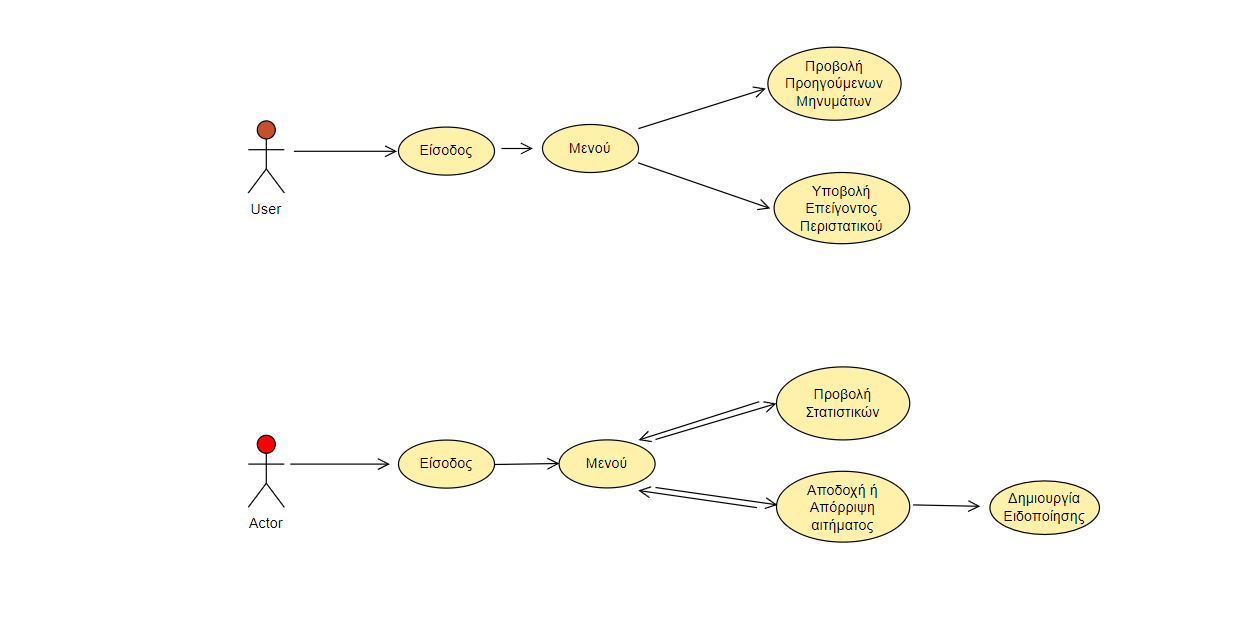 Προβολή
Προηγούμενων
Μηνυμάτων
Είσοδος
Μενού
Υποβολή
Επείγοντος
Περιστατικού
User
Προβολή
Στατιστικών
Είσοδος
Μενού
Αποδοχή ή
Απόρριψη
αιτήματος
Δημιουργία
Ειδοποίησης
Actor